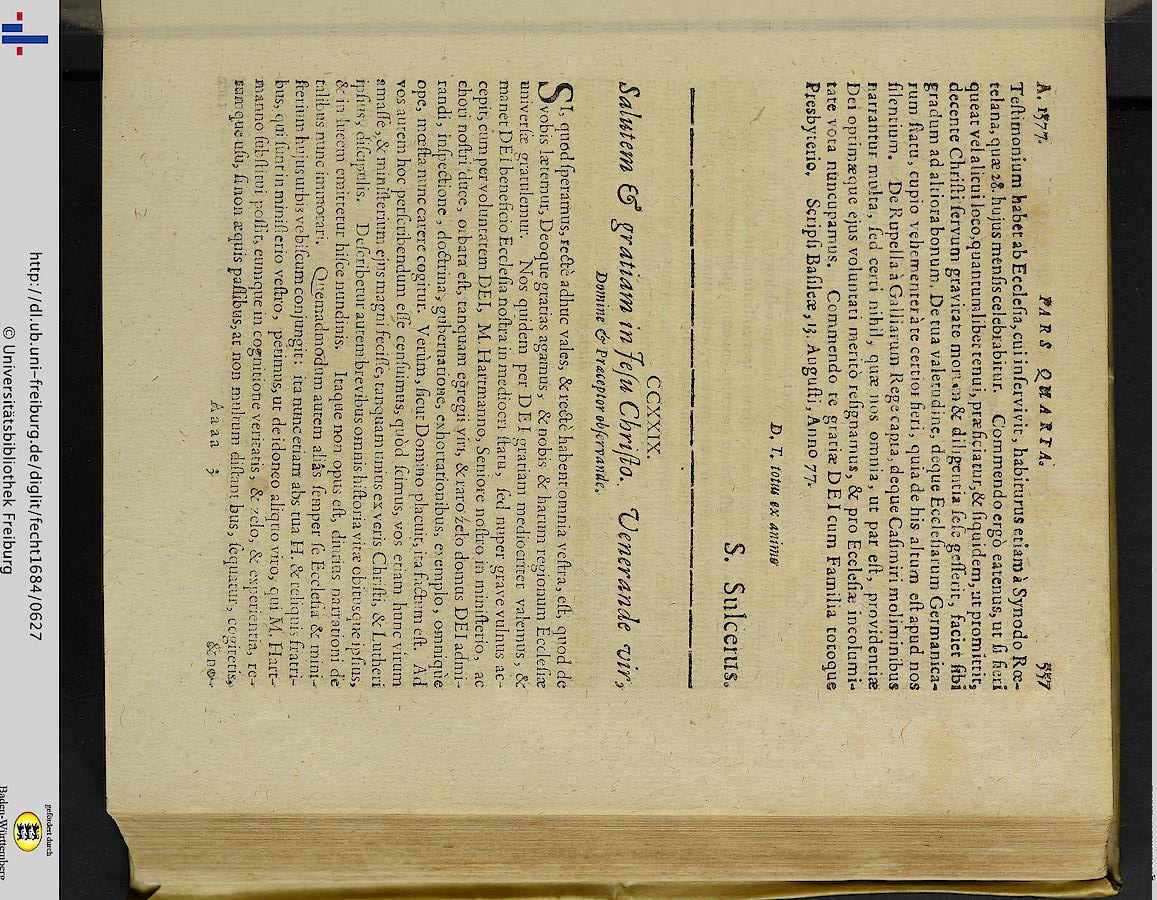 A. 1577. PARS QUARTA. 557
Teſtimonium habet ab Eccleſia, cui inſervivit, habiturus etiam à Synodo Rœ-
telana, quæ 28. hujus menſis celebrabitur. Commendo ergò eatenus, ut ſi fieri
queat vel alicui loco, quantumlibet tenui, præficiatur, & ſiquidem, ut promittit,
decente Chriſti ſervum gravitate morum & diligentia ſeſe geſſerit, faciet ſibi
gradum ad altiora bonum. De tua valetudine, deque Eccleſiarum Germanica-
rum ſtatu, cupio vehementer à te certior fieri, quia de his altum eſt apud nos
ſilentium. De Rupella à Galliarum Rege capta, deque Caſimiri moliminibus
narrantur multa, ſed certi nihil, quæ nos omnia, ut par eſt, providentiæ
Dei optimæque ejus voluntati meritò reſignamus, & pro Eccleſiæ incolumi-
tate vota nuncupamus. Commendo te gratiæ DEI cum Familia totoque
Presbyterio. Scripſi Baſileæ, 13. Auguſti, Anno 77.
D. T. totus ex animo
S. Sulcerus.
CCXXIX.
Salutem & gratiam in Jeſu Chriſto. Venerande vir,
Domine & Præceptor obſervande.
SI, quod ſperamus, rectè adhuc vales, & rectè habent omnia veſtra, eſt, quod de
vobis lætemur, Deoque gratias agamus, & nobis & harum regionum Eccleſiæ
univerſæ gratulemur. Nos quidem per DEI gratiam mediocriter valemus, &
manet DEI beneficio Eccleſia noſtra in mediocri ſtatu, ſed nuper grave vulnus ac-
cepit, cum per voluntatem DEI, M. Hartmanno, Seniore noſtro in miniſterio, ac
chori noſtri duce, orbata eſt, tanquam egregii viri, & raro zelo domus DEI admi-
randi, inſpectione, doctrina, gubernatione, exhortationibus, exemplo, omnique
ope, mœſta nunc carere cogitur. Verùm, ſicut Domino placuit, ita factum eſt. Ad
vos autem hoc perſcribendum eſſe cenſuimus, quòd ſcimus, vos etiam hunc virum
amaſſe, & miniſterium ejus magni feciſſe, tanquam unius ex veris Chriſti, & Lutheri
ipſius, diſcipulis. Deſcribetur autem brevibus omnis hiſtoria vitæ obitusque ipſius,
& in lucem emittetur hiſce nundinis. Itaque non opus eſt, diutius narrationi de
talibus nunc immorari. Quemadmodum autem aliàs ſemper ſe Eccleſia & mini-
ſterium hujus urbis vobiſcum conjungit: ita nunc etiam abs tua H. & reliquis fratri-
bus, qui ſunt in miniſterio veſtro, petimus, ut de idoneo aliquo viro, qui M. Hart-
manno ſubſtitui poſſit, eumque in cognitione veritatis, & zelo, & experientia, re-
rumque uſu, ſi non æquis paſſibus, at non multum diſtantibus, ſequatur, cogitetis,
Aaaa 3 & no-
http://dl.ub.uni-freiburg.de/diglit/fecht1684/0627
© Universitätsbibliothek Freiburg
gefördert durch
Baden-Württemberg